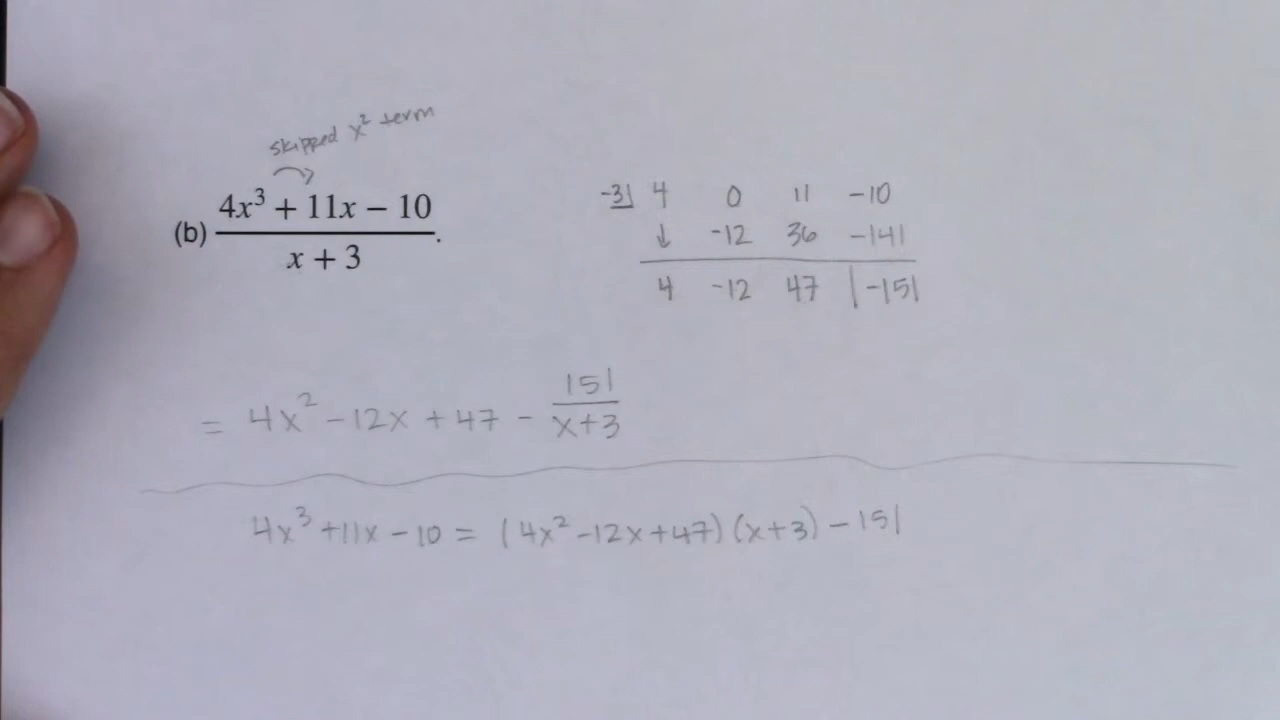 skipped x² term
(b) (4x³ + 11x − 10)/(x + 3).
-3| 4 0 11 -10
↓ -12 36 -141
4 -12 47 |-151
= 4x² - 12x + 47 - 151/(x+3)
4x³ + 11x - 10 = (4x² - 12x + 47)(x+3) - 151